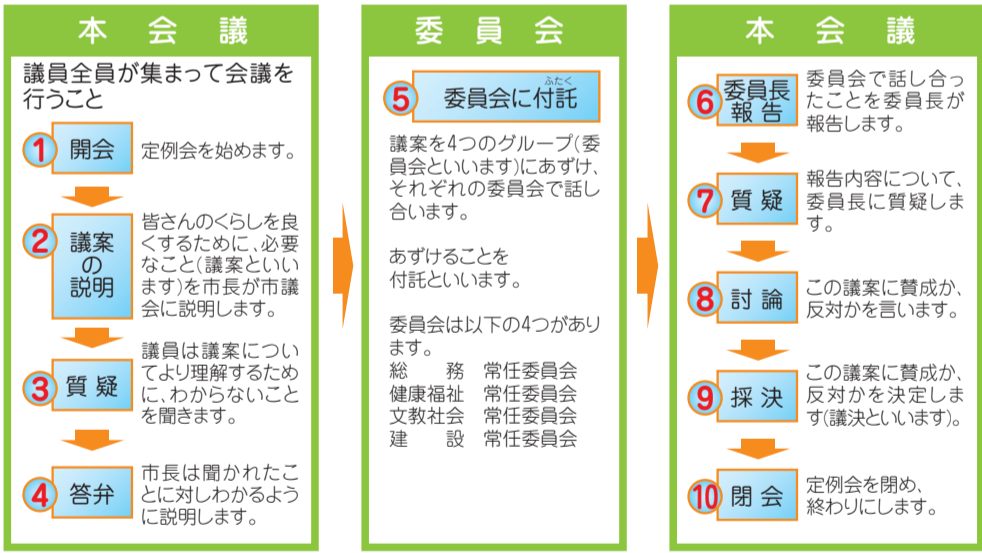 本会議
議員全員が集まって会議を
行うこと
1 開会
定例会を始めます。
2 議案
の
説明
皆さんのくらしを良
くするために、必要
なこと(議案といい
ます)を市長が市議
会に説明します。
3 質疑
議員は議案につい
てより理解するため
に、わからないこと
を聞きます。
4 答弁
市長は聞かれたこ
とに対しわかるよう
に説明します。
委員会
ふたく
5 委員会に付託
議案を4つのグループ(委
員会といいます)にあずけ、
それぞれの委員会で話し
合います。
あずけることを
付託といいます。
委員会は以下の4つがあり
ます。
総　務　常任委員会
健康福祉　常任委員会
文教社会　常任委員会
建　設　常任委員会
本会議
6 委員長
報告
委員会で話し合っ
たことを委員長が
報告します。
7 質疑
報告内容について、
委員長に質疑しま
す。
8 討論
この議案に賛成か、
反対かを言います。
9 採決
この議案に賛成か、
反対かを決定しま
す(議決といいます)。
10 閉会
定例会を閉め、
終わりにします。